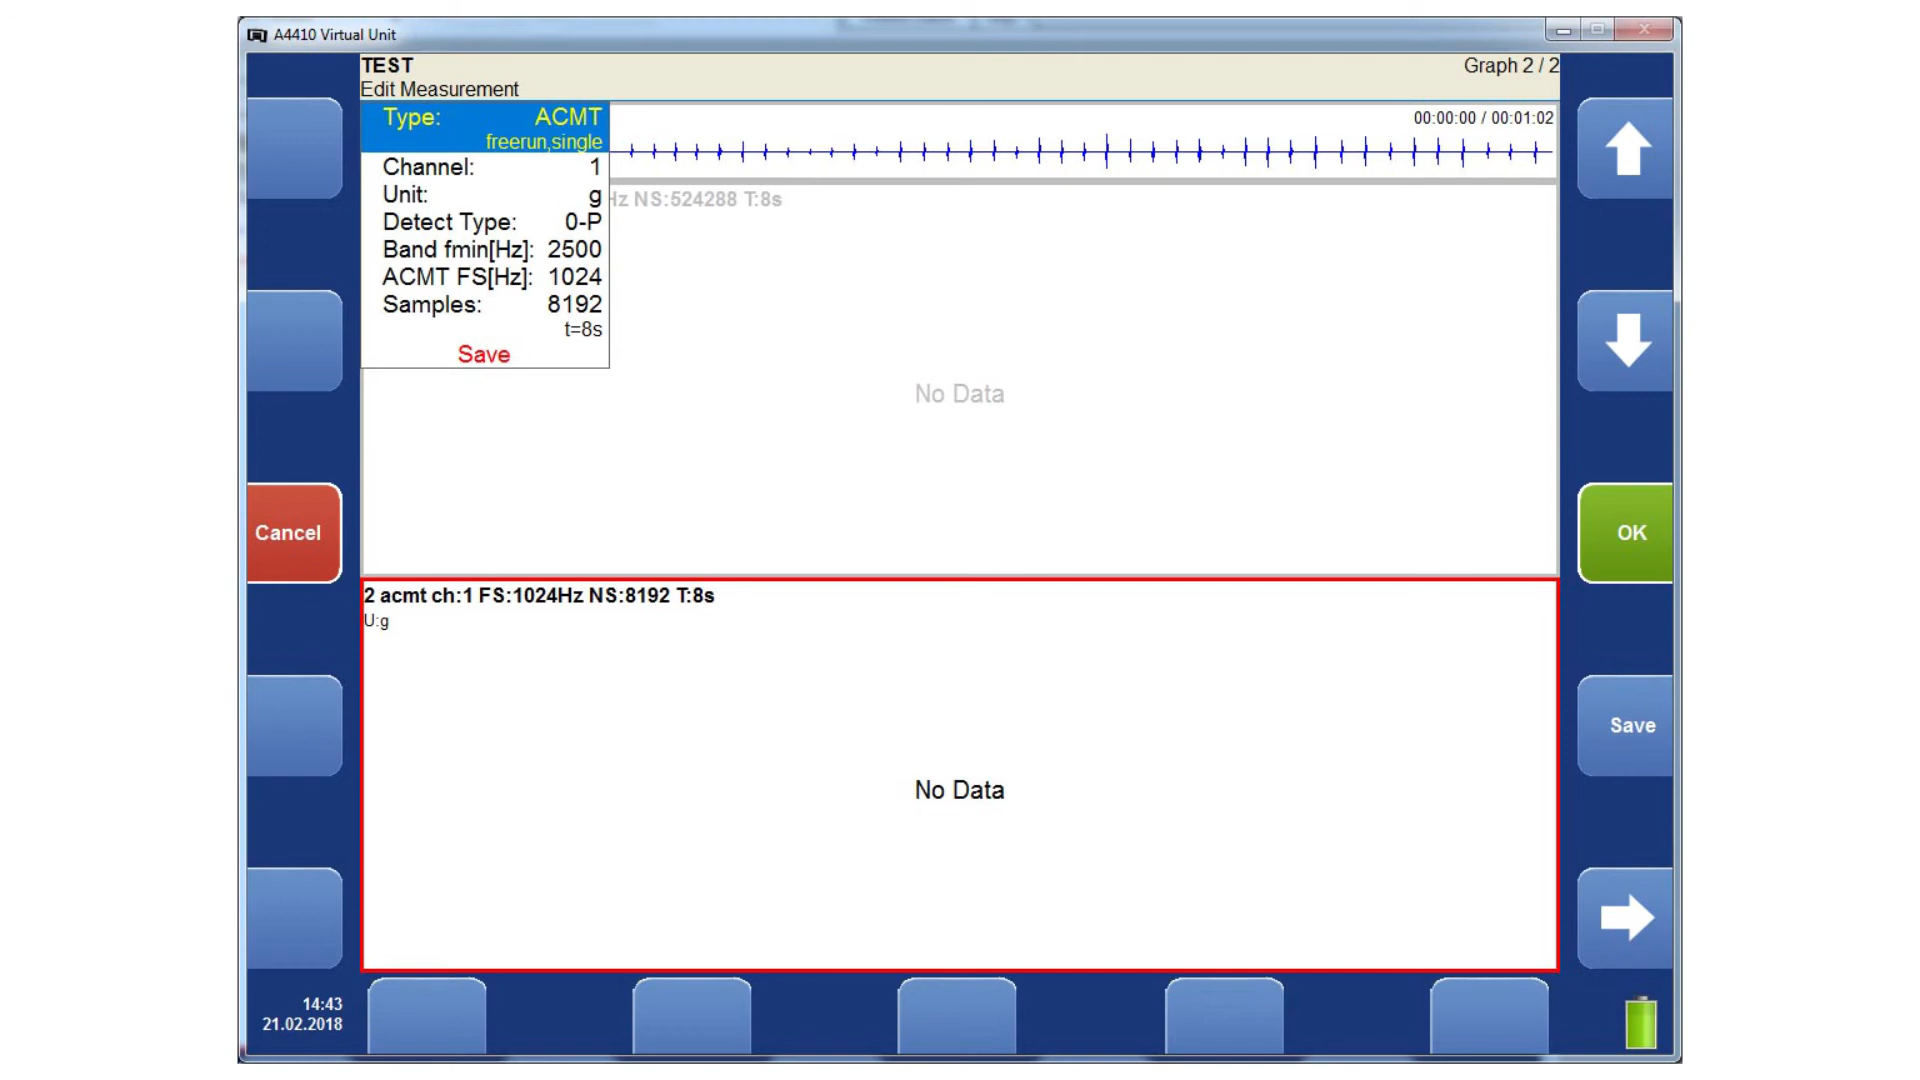 A4410 Virtual Unit
TEST
Graph 2 / 2
Edit Measurement
Type: ACMT
freerun,single
00:00:00 / 00:01:02
Channel: 1
Unit: g
Hz NS:524288 T:8s
Detect Type: 0-P
Band fmin[Hz]: 2500
ACMT FS[Hz]: 1024
Samples: 8192
t=8s
Save
No Data
Cancel
OK
2 acmt ch:1 FS:1024Hz NS:8192 T:8s
U:g
Save
No Data
14:43
21.02.2018